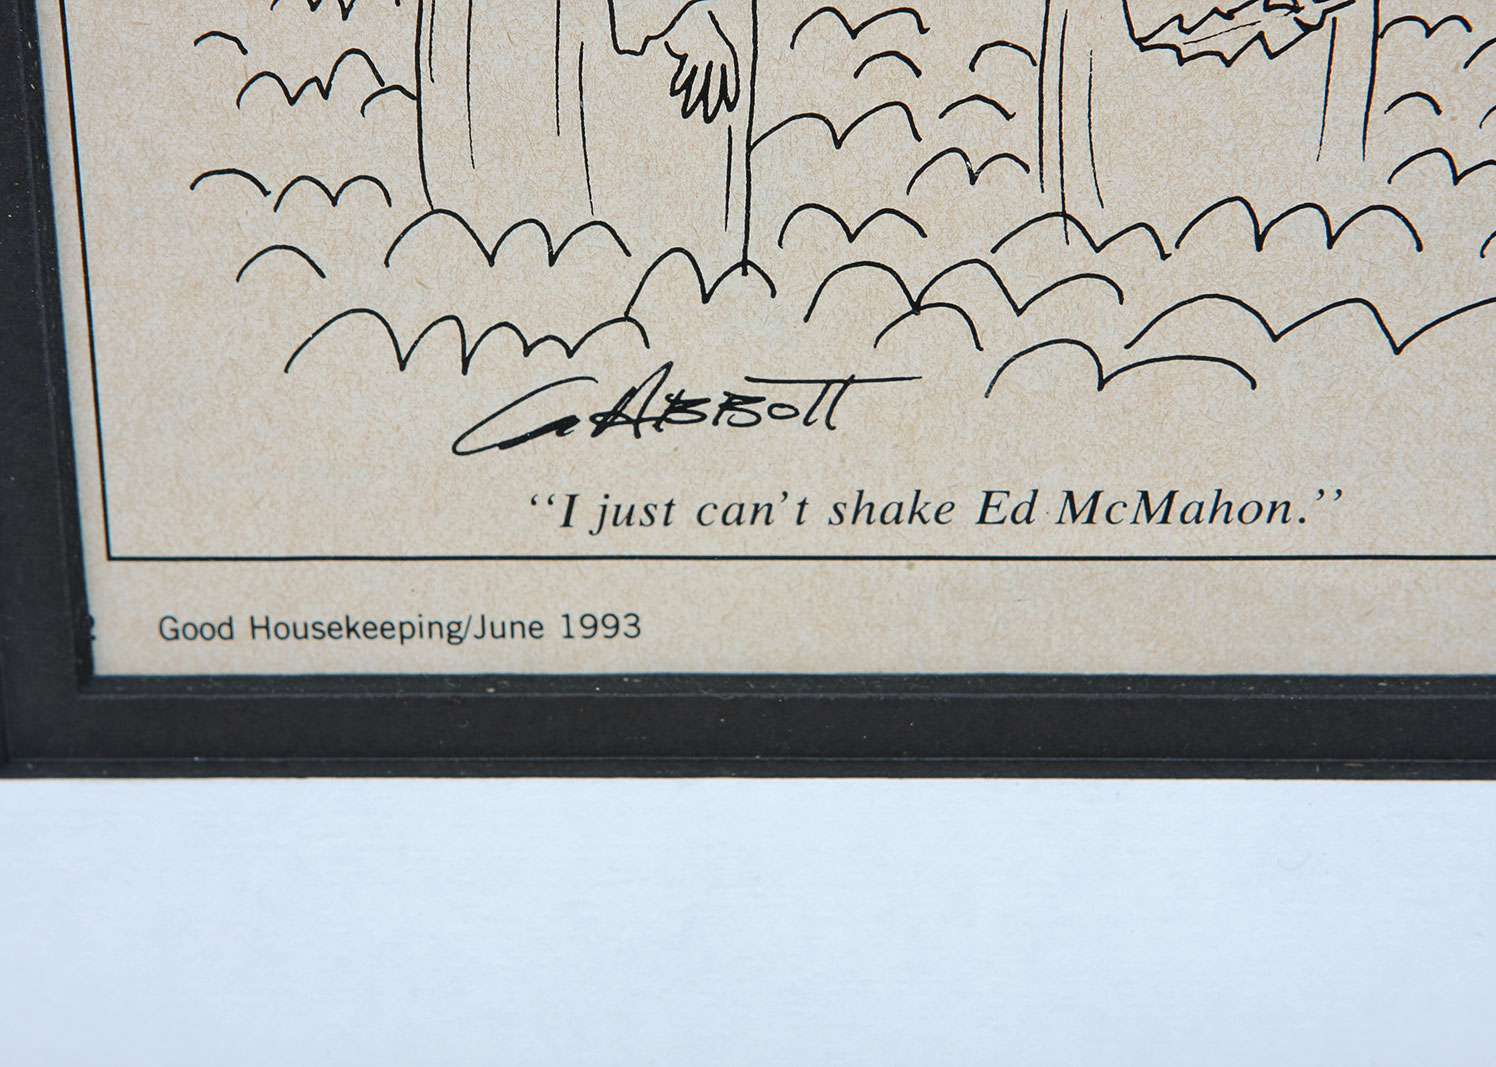 C ABBOTT
“I just can’t shake Ed McMahon.”
Good Housekeeping/June 1993